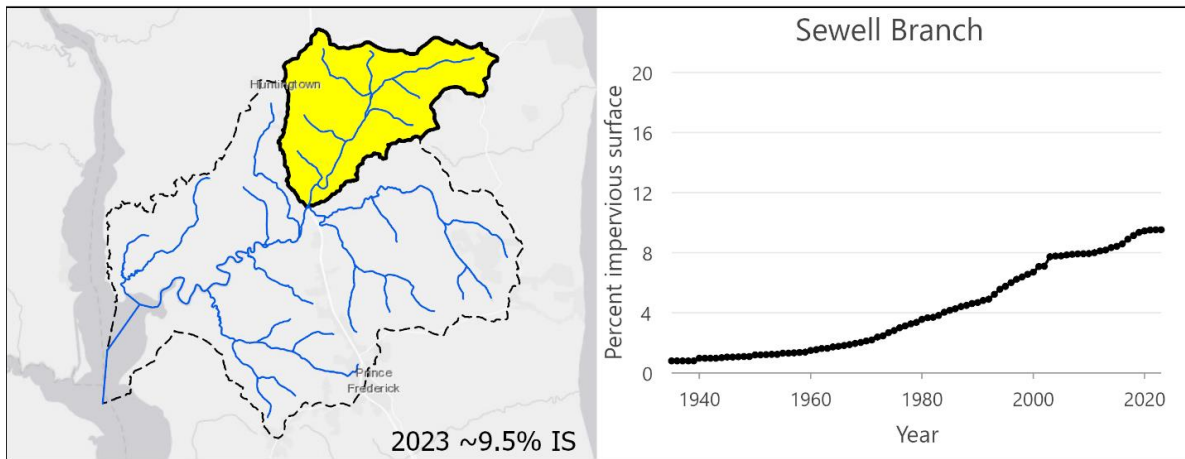 Huntingtown
Prince
Frederick
2023 ~9.5% IS
Sewell Branch
Percent impervious surface
20
16
12
8
4
0
1940 1960 1980 2000 2020
Year